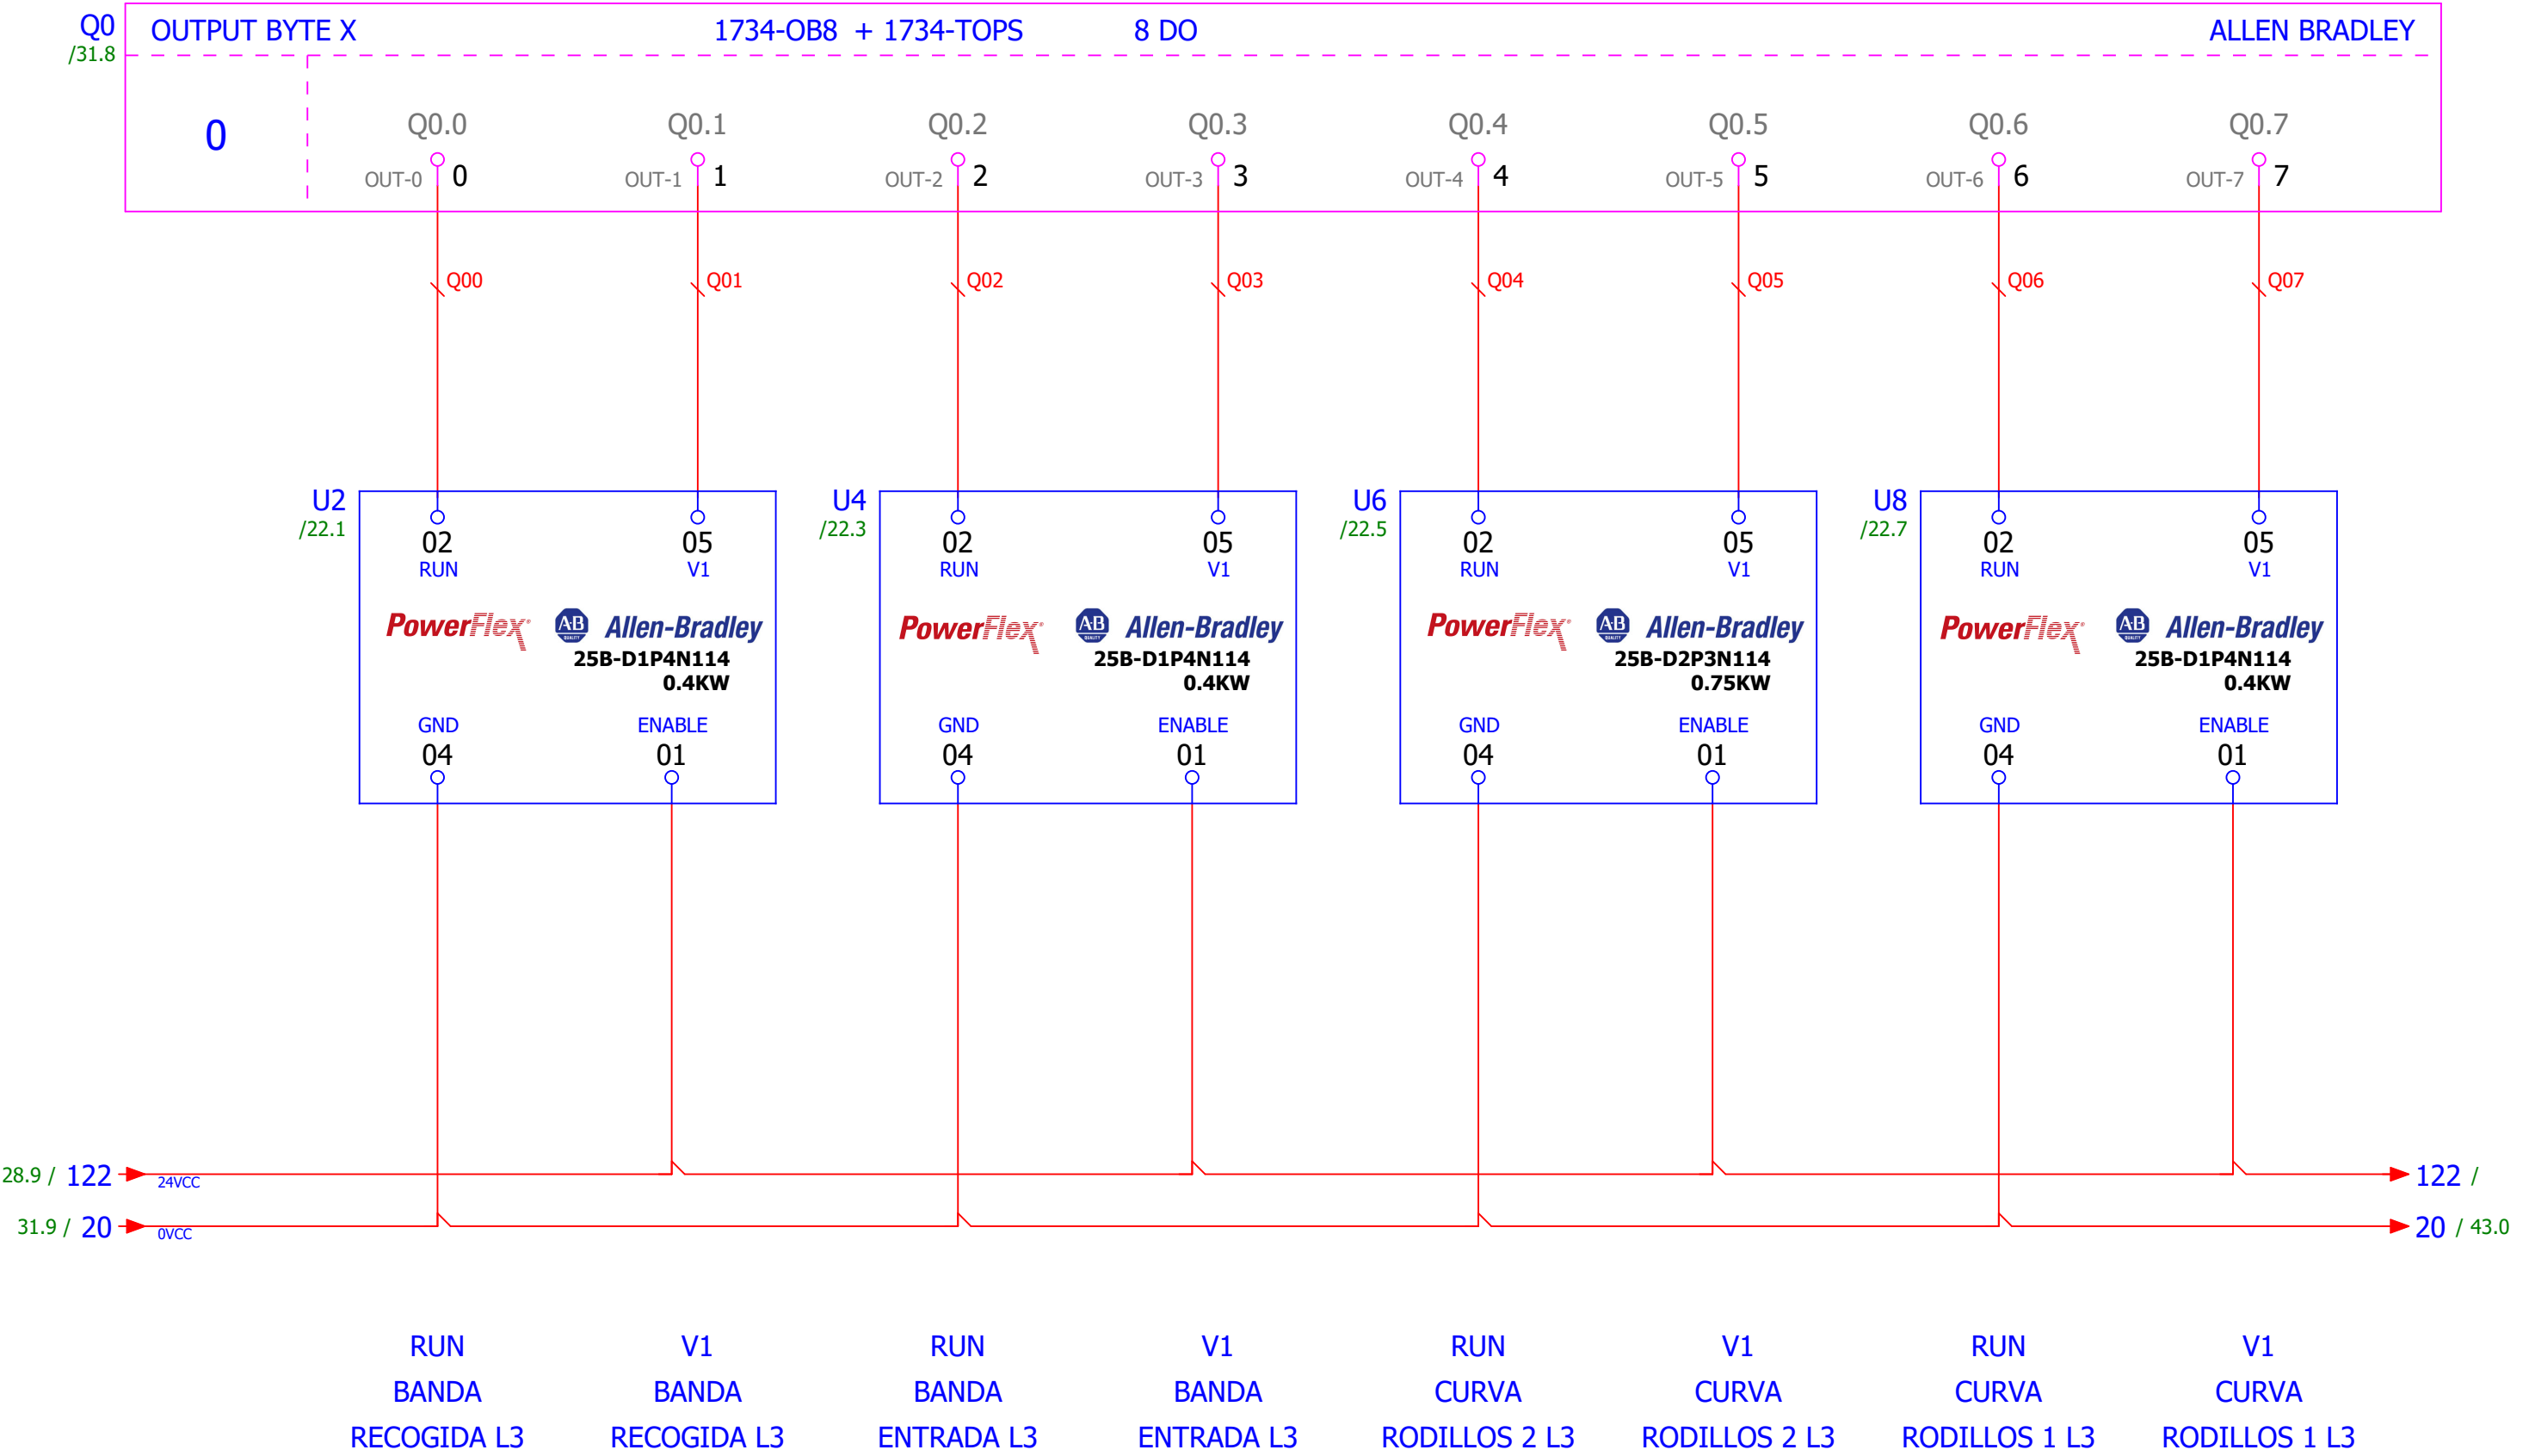 Q0 OUTPUT BYTE X 1734-OB8 + 1734-TOPS 8 DO ALLEN BRADLEY
/31.8
0 Q0.0 Q0.1 Q0.2 Q0.3 Q0.4 Q0.5 Q0.6 Q0.7
OUT-0 0 OUT-1 1 OUT-2 2 OUT-3 3 OUT-4 4 OUT-5 5 OUT-6 6 OUT-7 7
Q00 Q01 Q02 Q03 Q04 Q05 Q06 Q07
U2 U4 U6 U8
/22.1 /22.3 /22.5 /22.7
02 05 02 05 02 05 02 05
RUN V1 RUN V1 RUN V1 RUN V1
PowerFlex AB QUALITY Allen-Bradley PowerFlex AB QUALITY Allen-Bradley PowerFlex AB QUALITY Allen-Bradley PowerFlex AB QUALITY Allen-Bradley
25B-D1P4N114 25B-D1P4N114 25B-D2P3N114 25B-D1P4N114
0.4KW 0.4KW 0.75KW 0.4KW
GND ENABLE GND ENABLE GND ENABLE GND ENABLE
04 01 04 01 04 01 04 01
28.9 / 122 24VCC 122 /
31.9 / 20 0VCC 20 / 43.0
RUN V1 RUN V1 RUN V1 RUN V1
BANDA BANDA BANDA BANDA CURVA CURVA CURVA CURVA
RECOGIDA L3 RECOGIDA L3 ENTRADA L3 ENTRADA L3 RODILLOS 2 L3 RODILLOS 2 L3 RODILLOS 1 L3 RODILLOS 1 L3